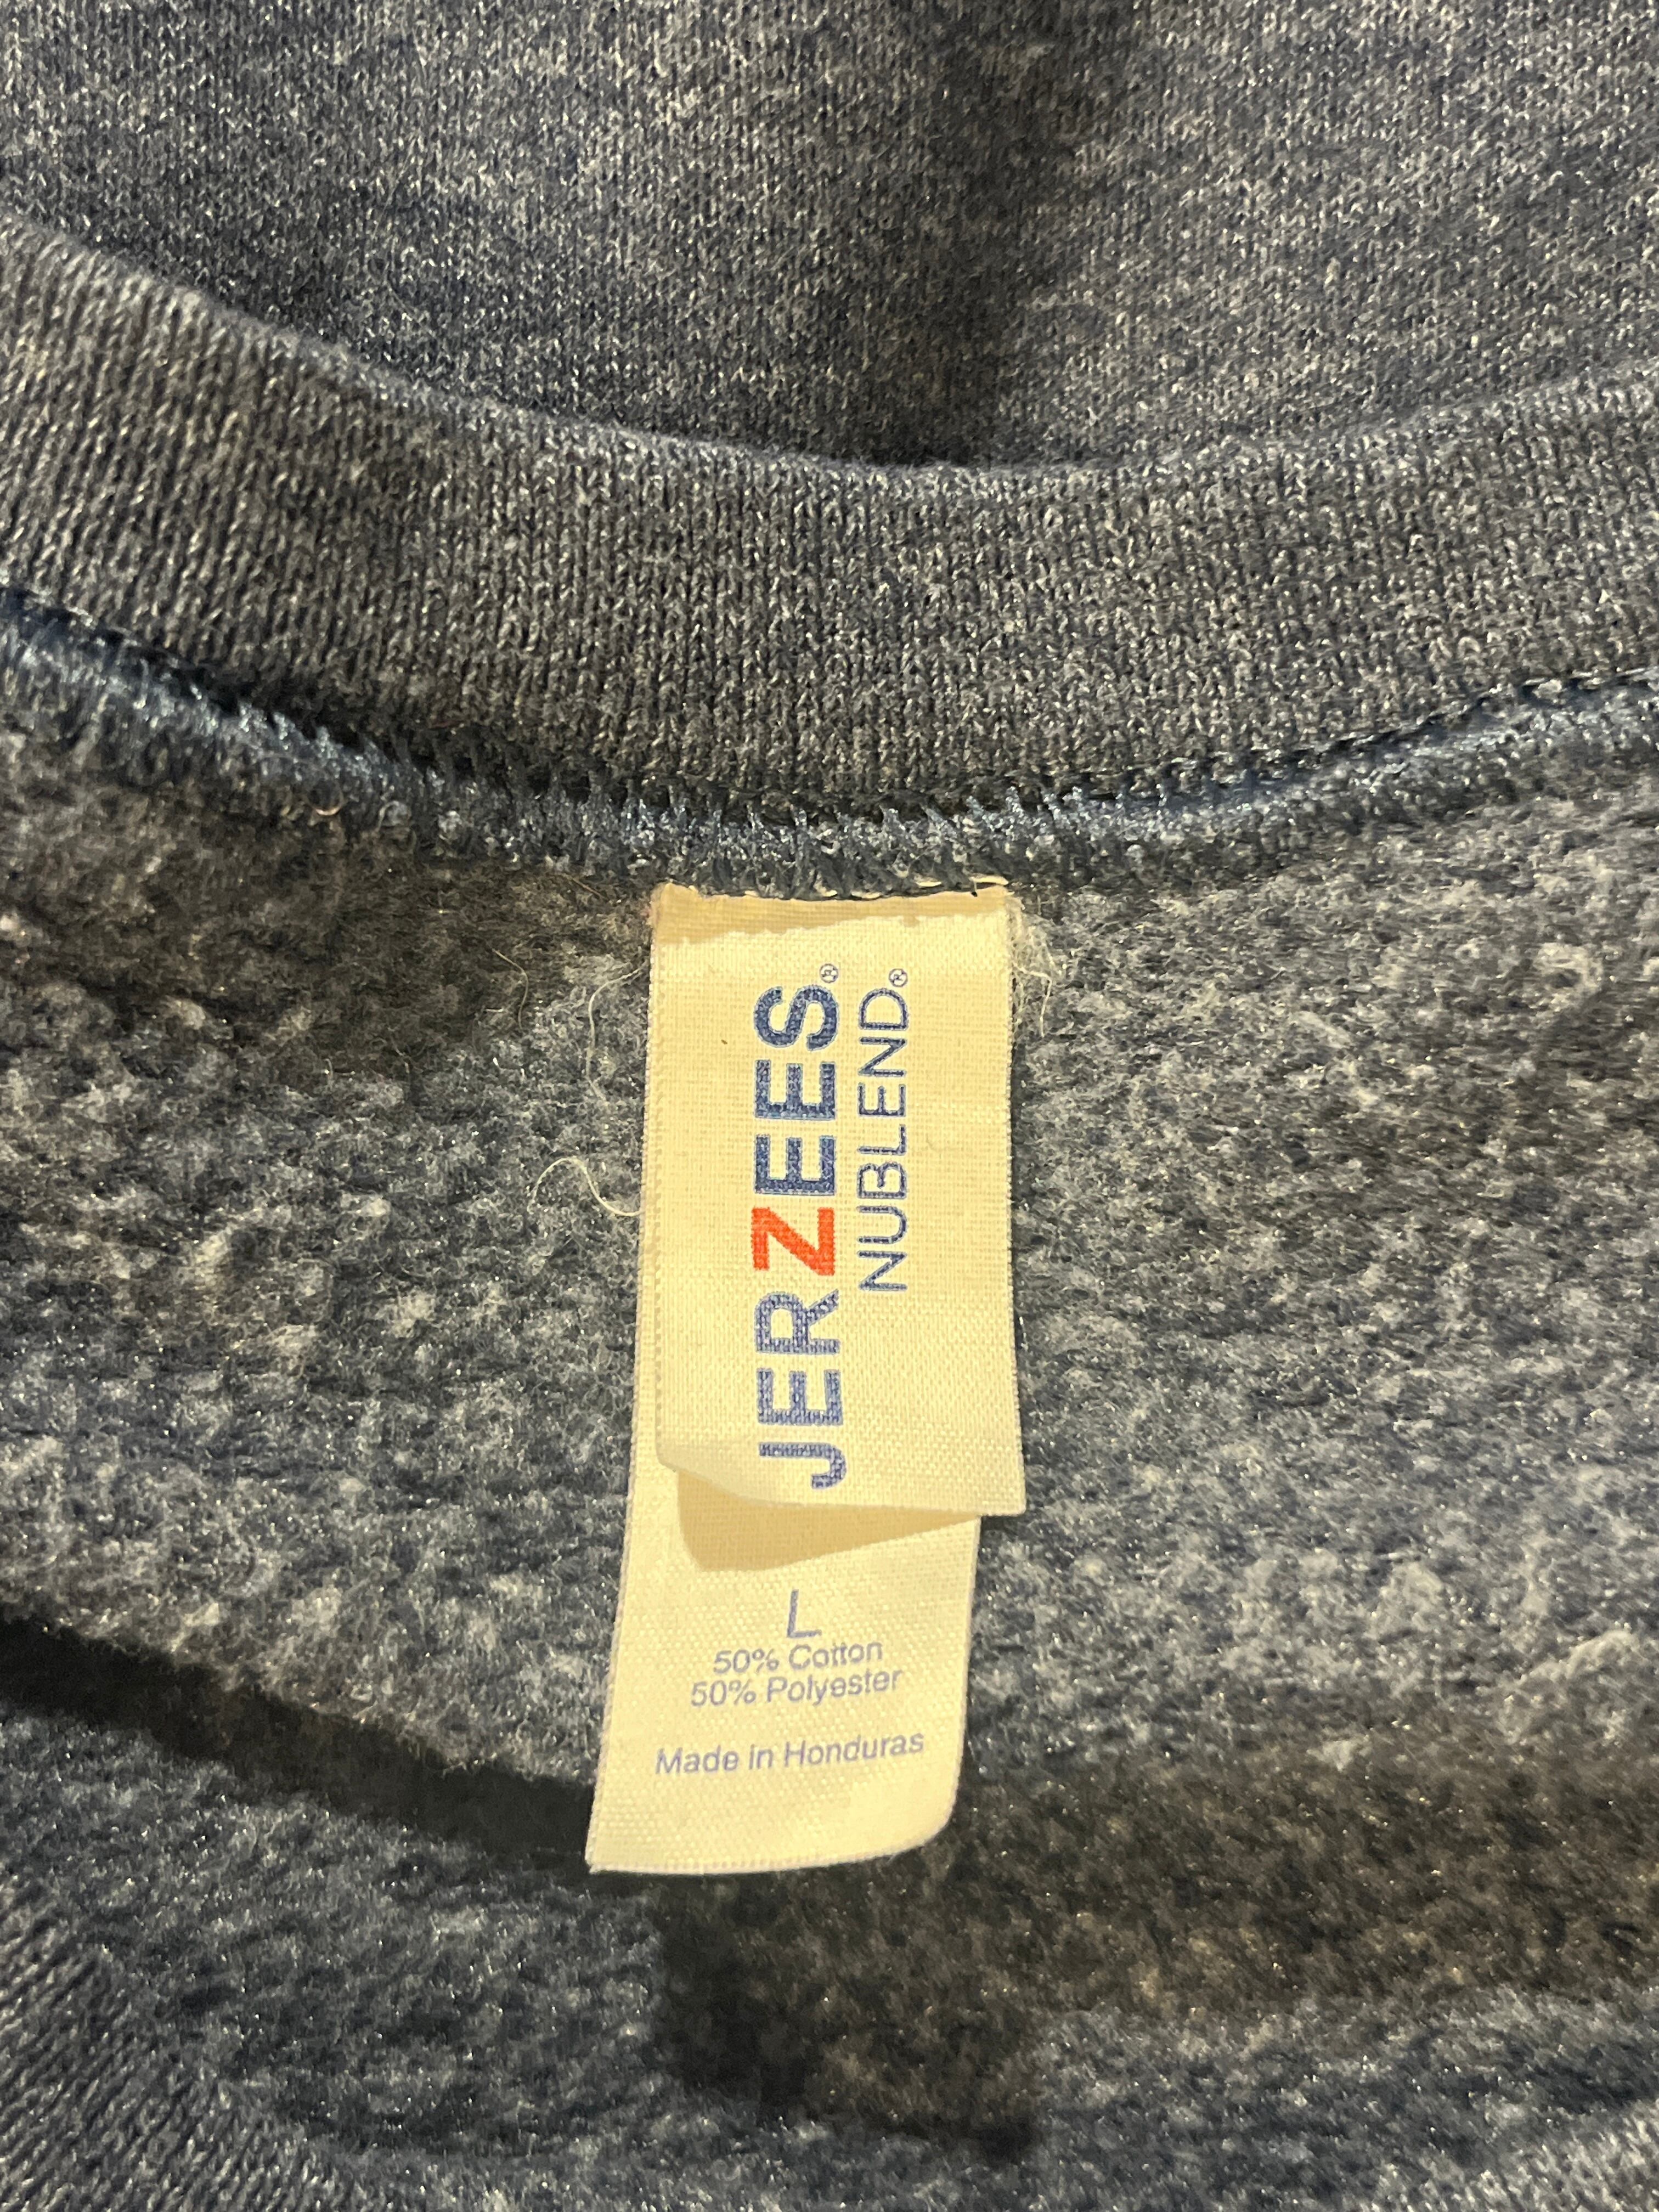 JERZEES®
NUBLEND®
L
50% Cotton
50% Polyester
Made in Honduras